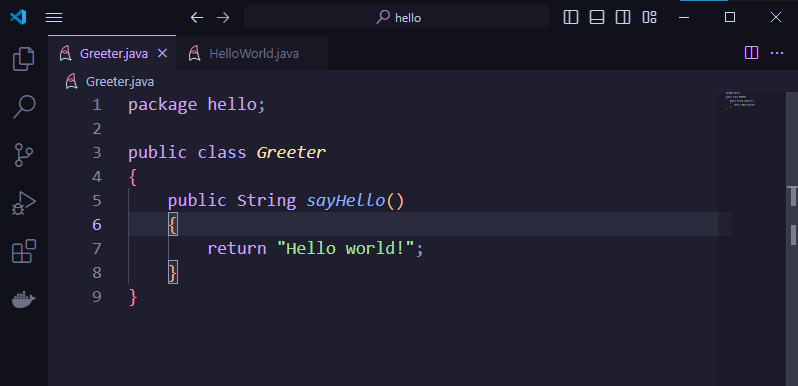 hello
Greeter.java
HelloWorld.java
Greeter.java
1 package hello;
2
3 public class Greeter
4 {
5     public String sayHello()
6     {
7         return "Hello world!";
8     }
9 }